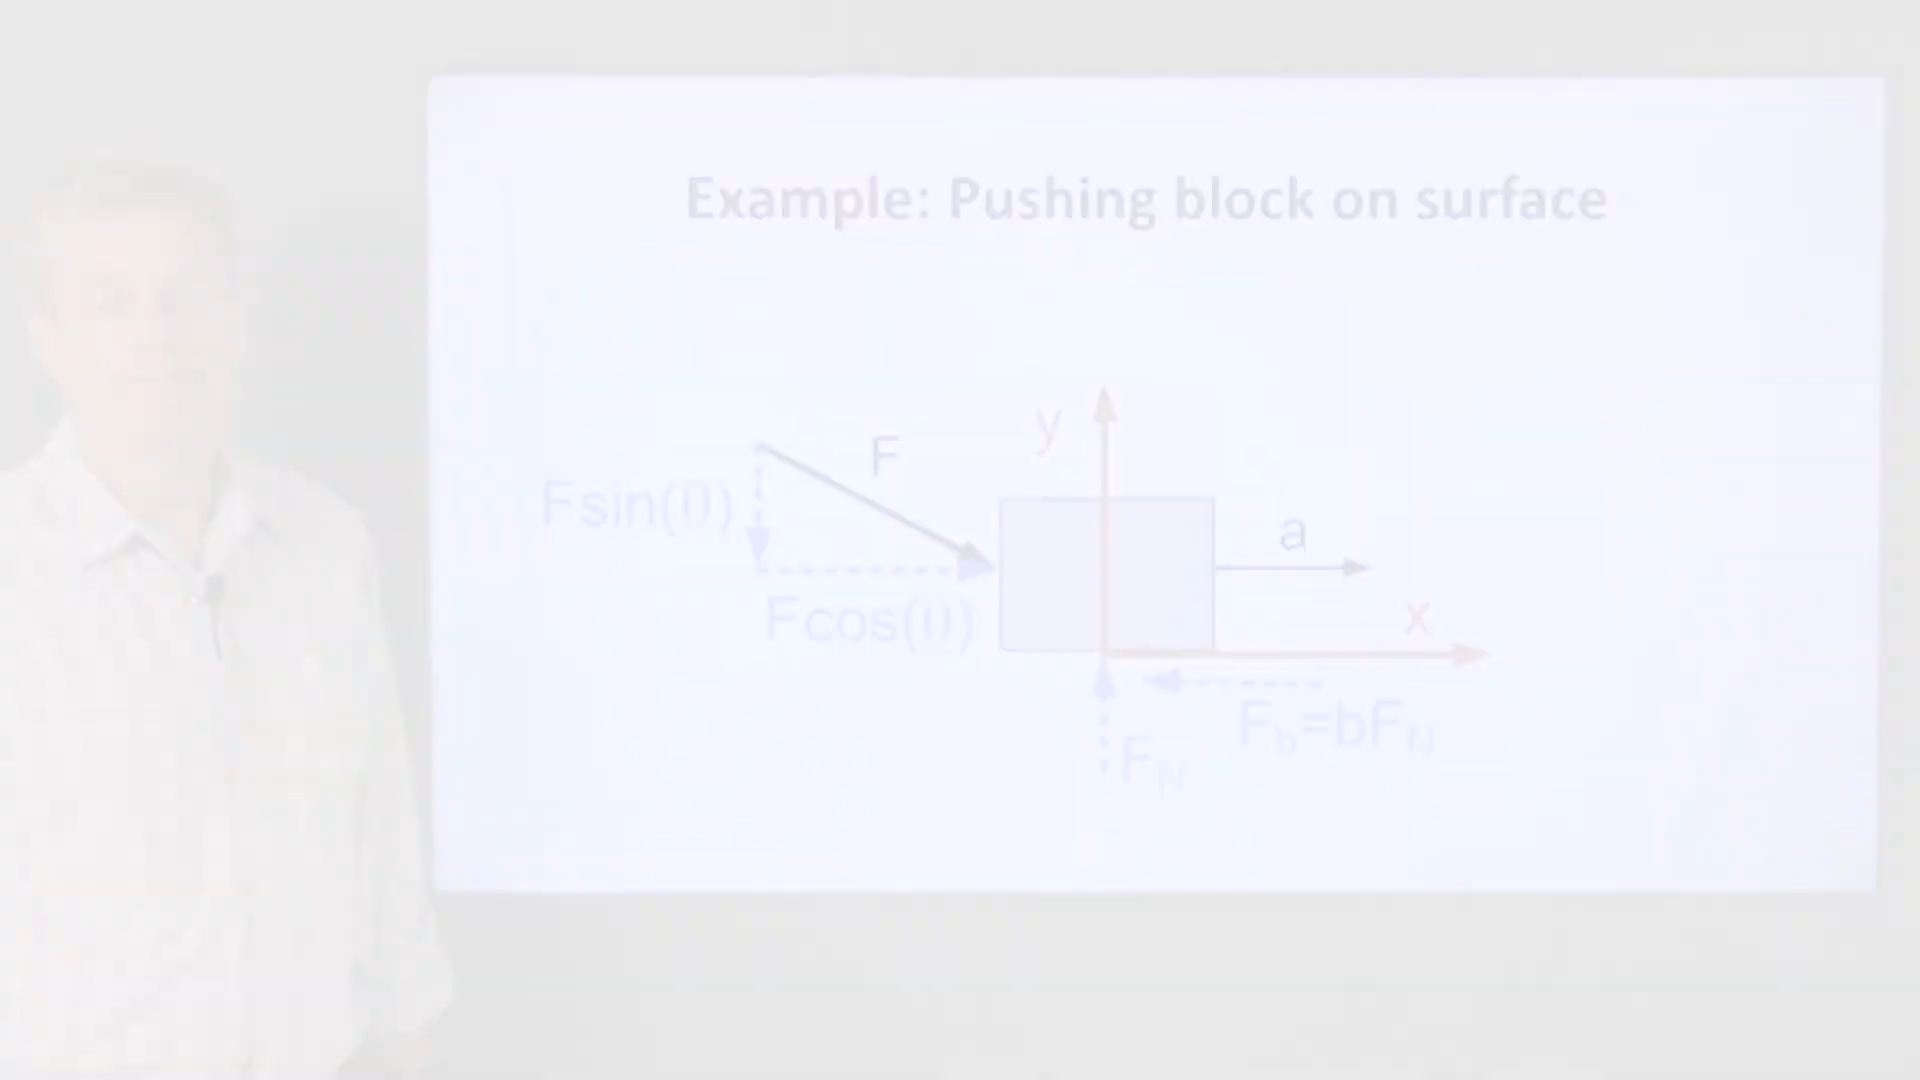 Example: Pushing block on surface
y
F
Fsin(θ)
a
Fcos(θ)
x
F_b=bF_N
F_N